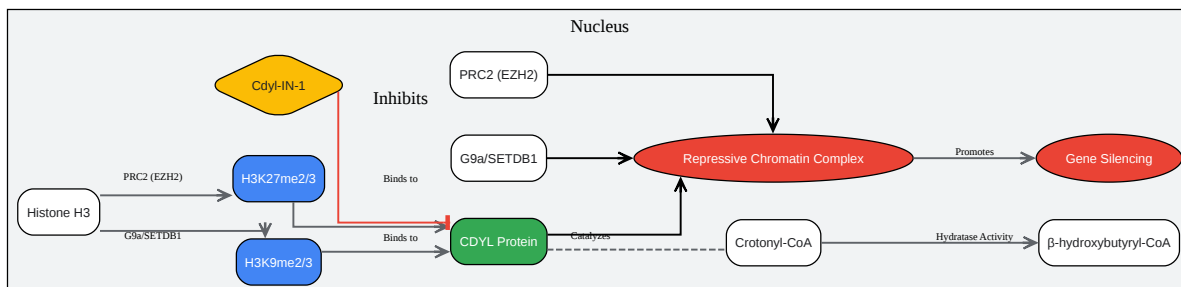 Nucleus
PRC2 (EZH2)
Cdyl-IN-1
Inhibits
G9a/SETDB1
Repressive Chromatin Complex
Promotes
Gene Silencing
PRC2 (EZH2)
H3K27me2/3
Binds to
Histone H3
G9a/SETDB1
Binds to
CDYL Protein
Catalyzes
Crotonyl-CoA
Hydratase Activity
β-hydroxybutyryl-CoA
H3K9me2/3